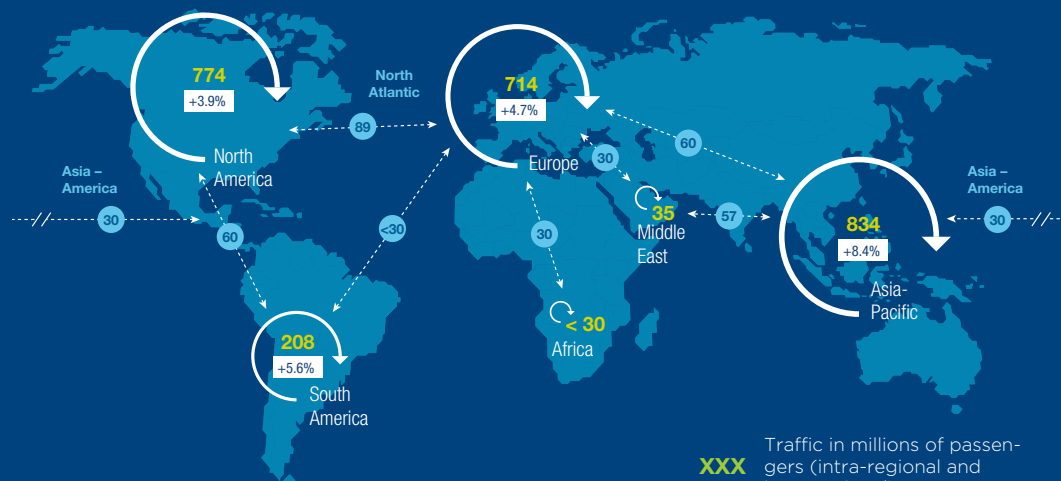 774
+3.9%
North
America
North
Atlantic
89
714
+4.7%
Europe
30
60
Asia –
America
30
60
<30
30
35
Middle
East
57
834
+8.4%
Asia-
Pacific
Asia –
America
30
208
+5.6%
South
America
< 30
Africa
XXX
Traffic in millions of passen-
gers (intra-regional and